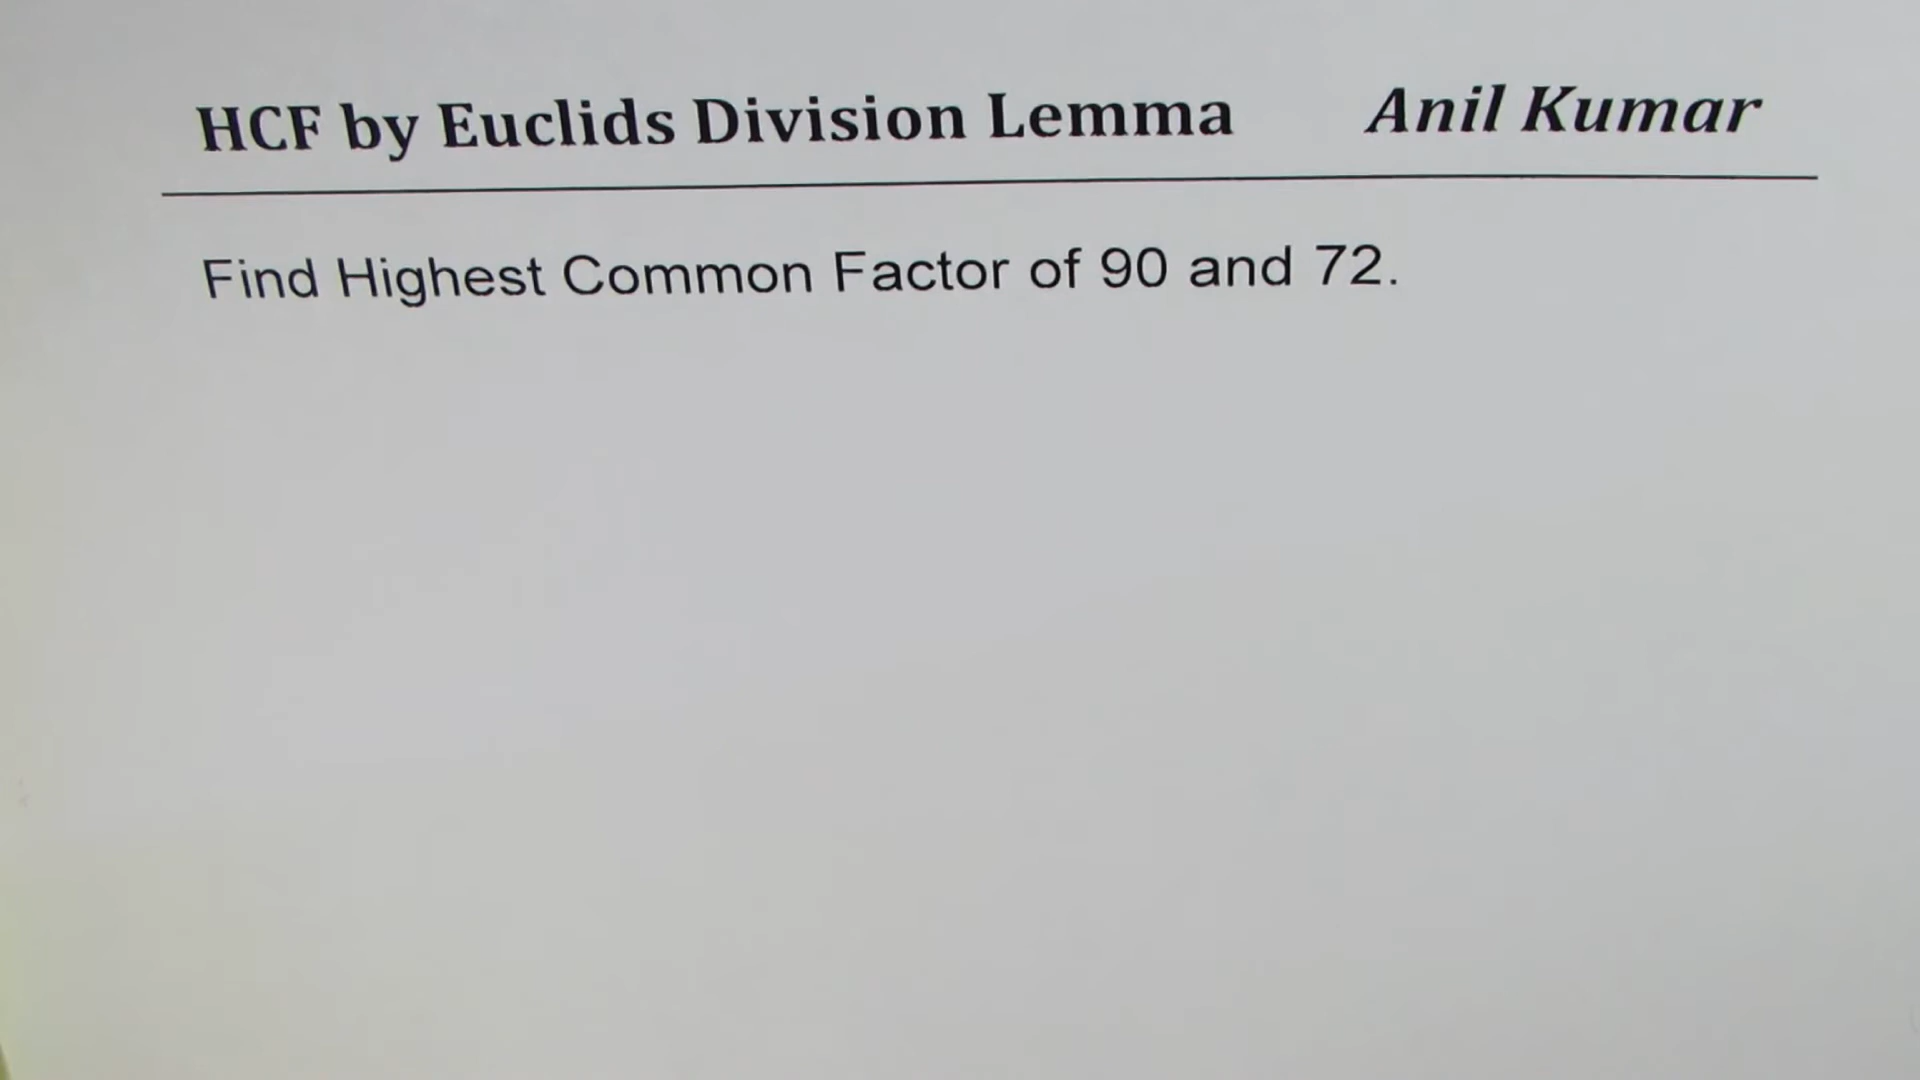 HCF by Euclids Division Lemma Anil Kumar
Find Highest Common Factor of 90 and 72.